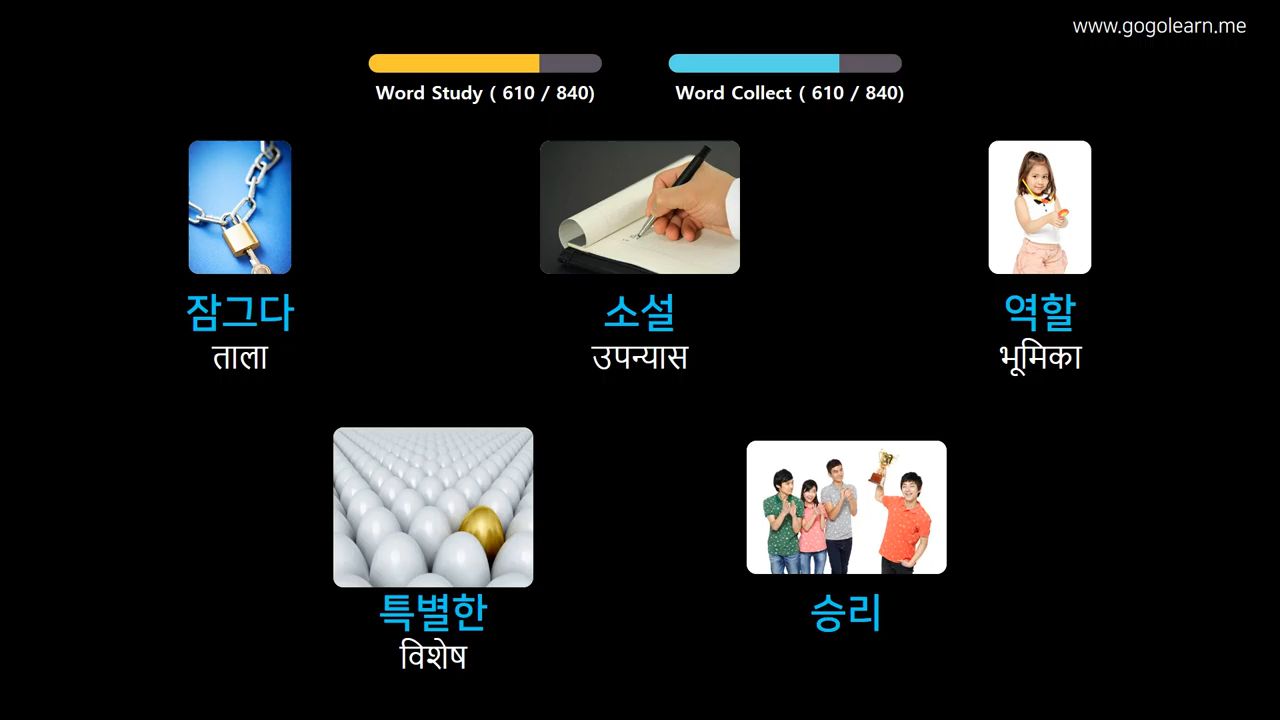 www.gogolearn.me
Word Study ( 610 / 840)
Word Collect ( 610 / 840)
잠그다
ताला
소설
उपन्यास
역할
भूमिका
특별한
विशेष
승리